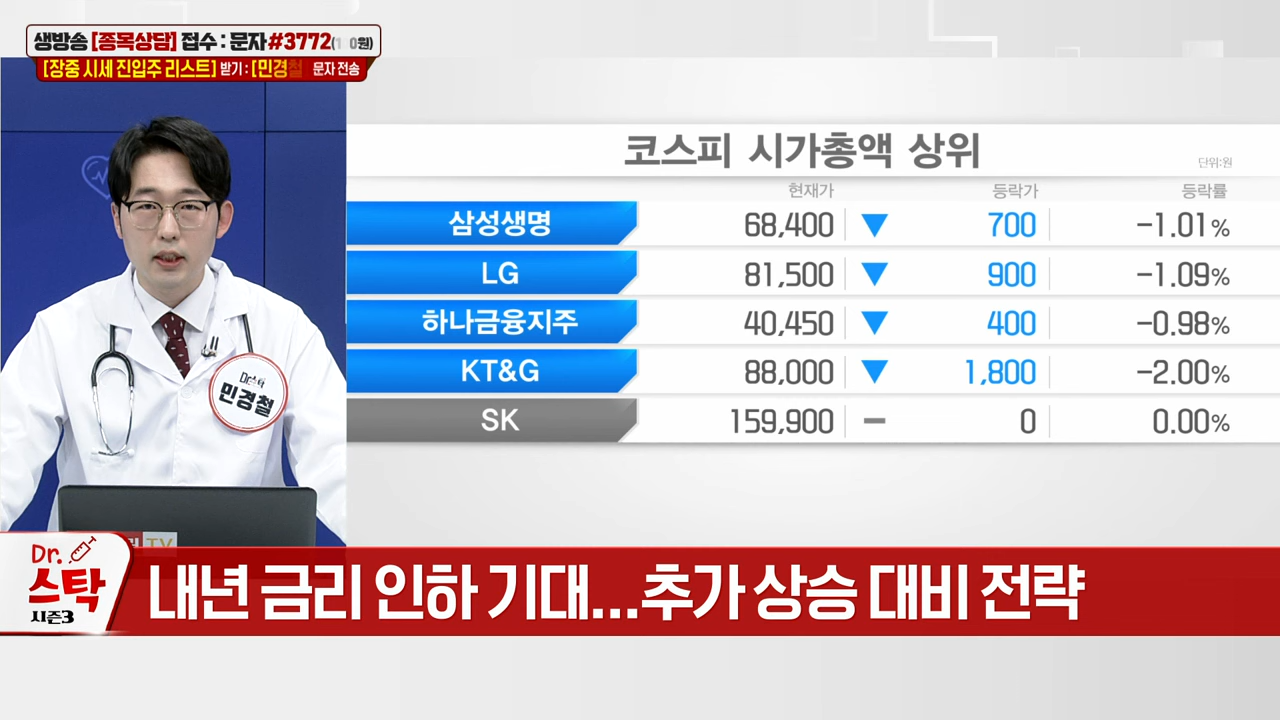 생방송 [종목상담] 접수 : 문자#3772
[장중 시세 진입주 리스트] 받기 : [민경철 문자 전송
코스피 시가총액 상위
단위:원
현재가 등락가 등락률
삼성생명 68,400 ▼ 700 -1.01%
LG 81,500 ▼ 900 -1.09%
하나금융지주 40,450 ▼ 400 -0.98%
KT&G 88,000 ▼ 1,800 -2.00%
SK 159,900 - 0 0.00%
Dr.스탁
민경철
TV
Dr.
스탁
시즌3
내년 금리 인하 기대...추가 상승 대비 전략